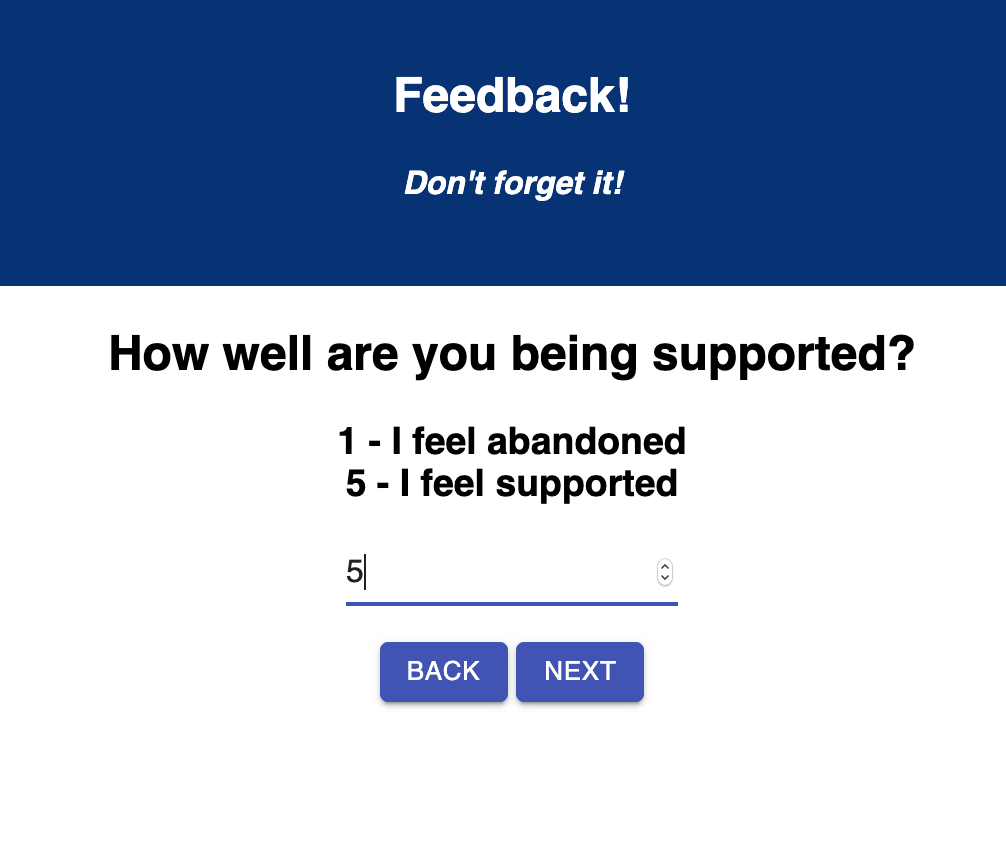 Feedback!
Don't forget it!
How well are you being supported?
1 - I feel abandoned
5 - I feel supported
5
BACK NEXT